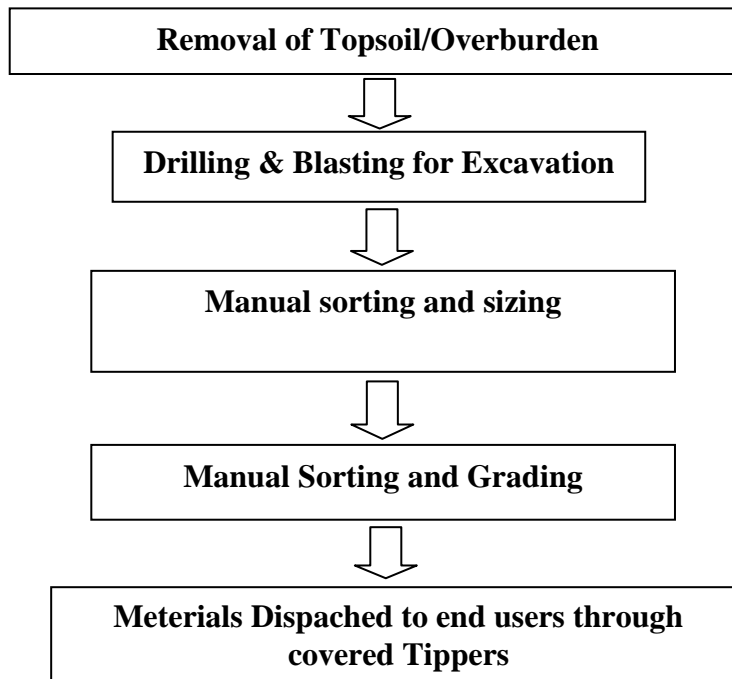 Removal of Topsoil/Overburden
Drilling & Blasting for Excavation
Manual sorting and sizing
Manual Sorting and Grading
Meterials Dispached to end users through
covered Tippers